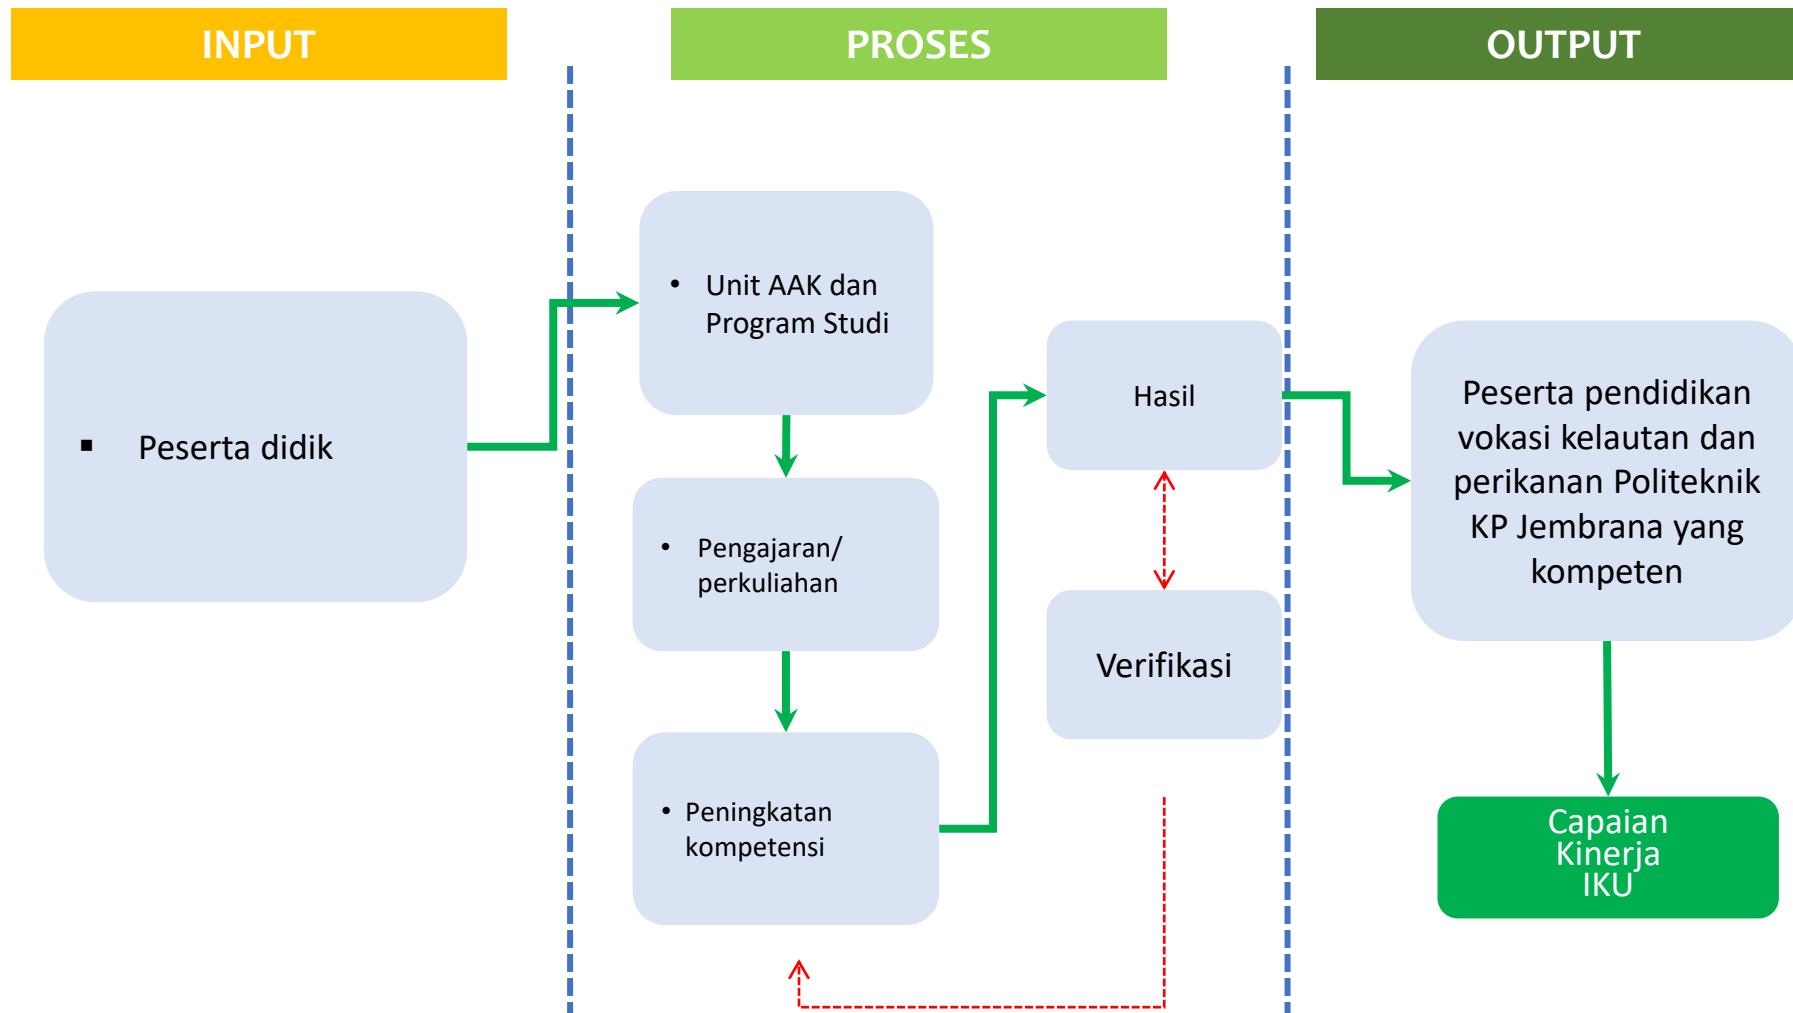 INPUT
PROSES
OUTPUT
▪ Peserta didik
• Unit AAK dan
Program Studi
• Pengajaran/
perkuliahan
• Peningkatan
kompetensi
Hasil
Verifikasi
Peserta pendidikan
vokasi kelautan dan
perikanan Politeknik
KP Jembrana yang
kompeten
Capaian
Kinerja
IKU